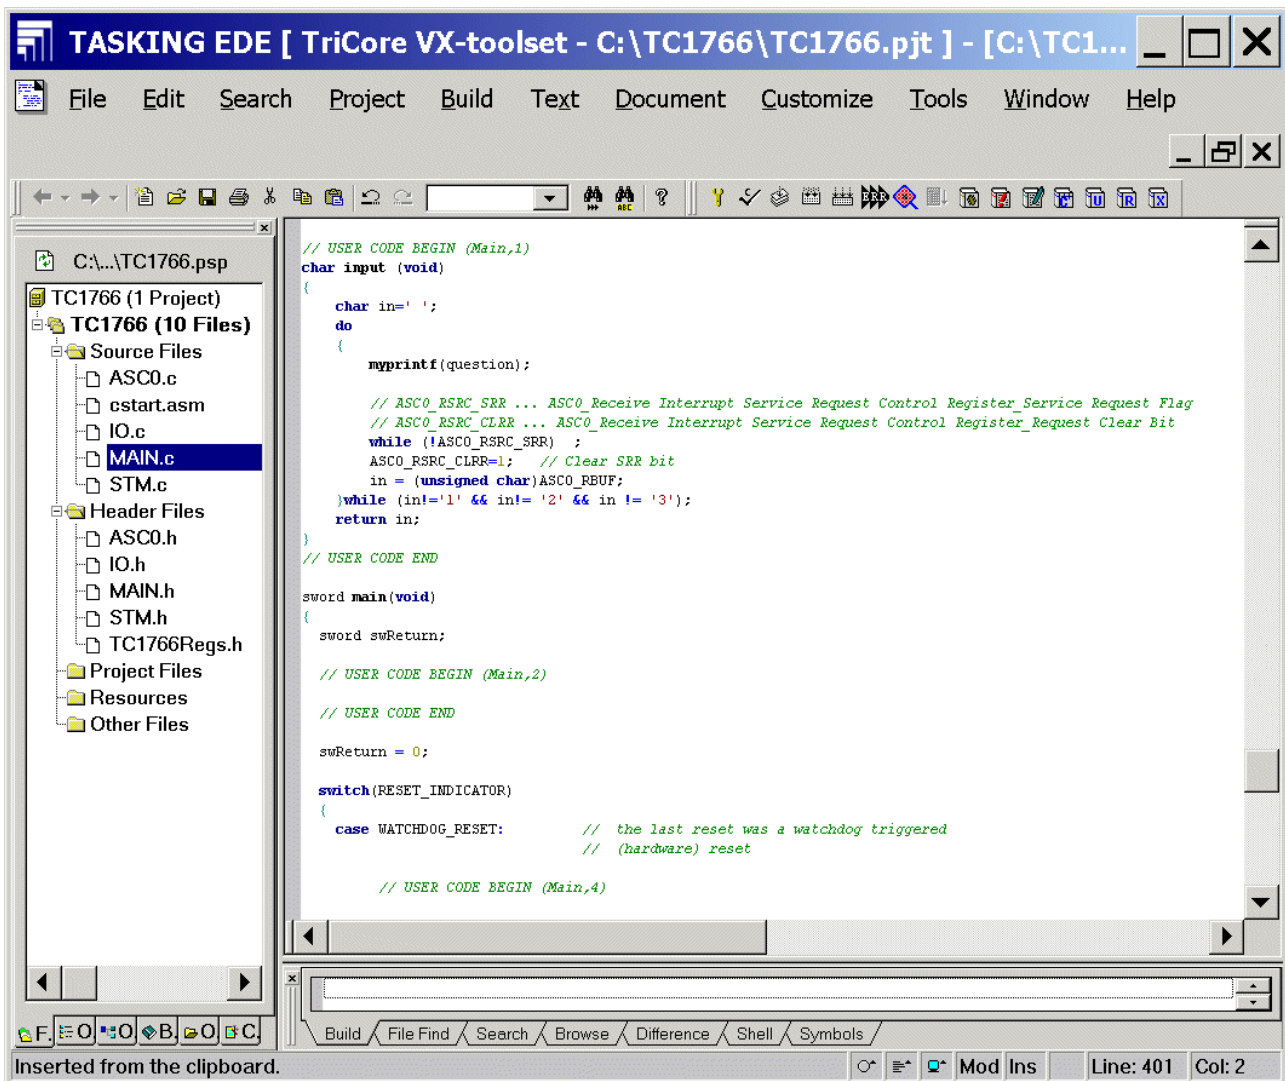 TASKING EDE [ TriCore VX-toolset - C:\TC1766\TC1766.pjt ] - [C:\TC1...
File Edit Search Project Build Text Document Customize Tools Window Help
C:\...\TC1766.psp
TC1766 (1 Project)
TC1766 (10 Files)
Source Files
ASC0.c
cstart.asm
IO.c
MAIN.c
STM.c
Header Files
ASC0.h
IO.h
MAIN.h
STM.h
TC1766Regs.h
Project Files
Resources
Other Files
F. O O B. O C.
// USER CODE BEGIN (Main,1)
char input (void)
{
char in=' ';
do
{
myprintf(question);
// ASC0_RSRC_SRR ... ASC0_Receive Interrupt Service Request Control Register_Service Request Flag
// ASC0_RSRC_CLRR ... ASC0_Receive Interrupt Service Request Control Register_Request Clear Bit
while (!ASC0_RSRC_SRR) ;
ASC0_RSRC_CLRR=1; // Clear SRR bit
in = (unsigned char)ASC0_RBUF;
}while (in!='1' && in!= '2' && in != '3');
return in;
}
// USER CODE END
sword main(void)
{
sword swReturn;
// USER CODE BEGIN (Main,2)
// USER CODE END
swReturn = 0;
switch(RESET_INDICATOR)
{
case WATCHDOG_RESET: // the last reset was a watchdog triggered
// (hardware) reset
// USER CODE BEGIN (Main,4)
Build File Find Search Browse Difference Shell Symbols
Inserted from the clipboard. Mod Ins Line: 401 Col: 2